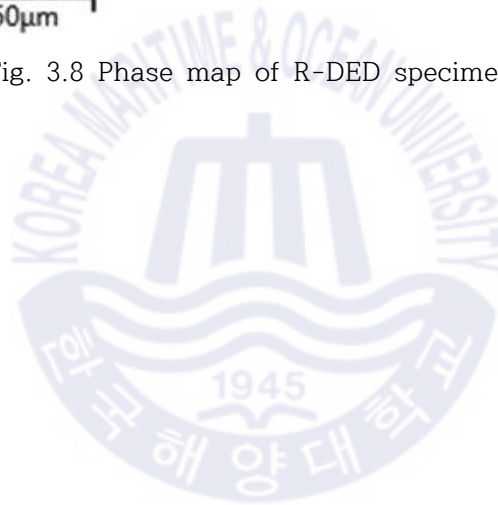 50μm
Fig. 3.8 Phase map of R-DED specime
KOREA MARITIME & OCEAN UNIVERSITY
1945
한국해양대학교